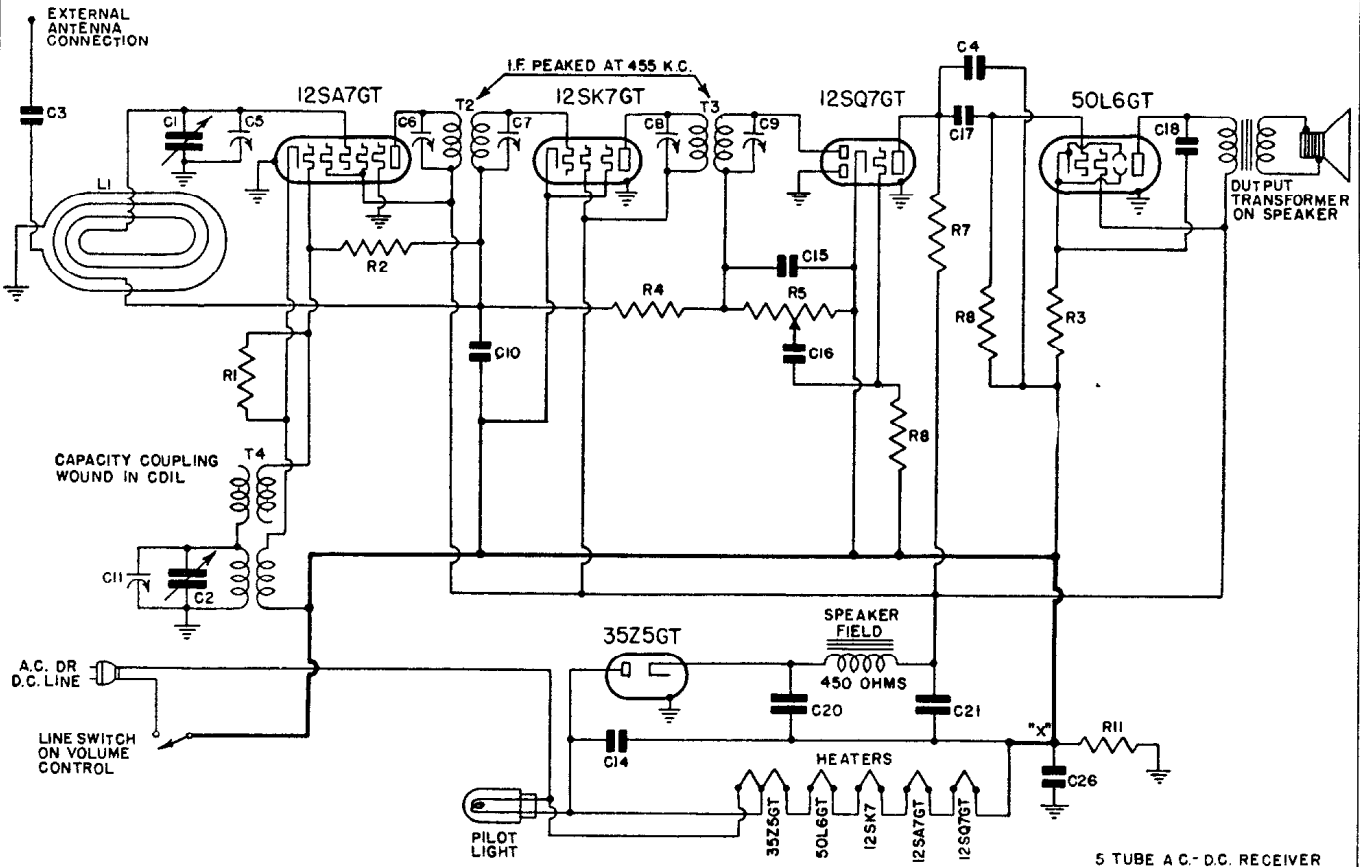 EXTERNAL
ANTENNA
CONNECTION
C3
I.F. PEAKED AT 455 K.C.
12SA7GT
T2
12SK7GT
T3
12SQ7GT
C4
C17
50L6GT
C1
C5
C6
C7
C8
C9
C18
L1
R2
R7
DUTPUT
TRANSFORMER
ON SPEAKER
C15
R4
R5
R8
R3
C10
C16
R1
R8
CAPACITY COUPLING
WOUND IN CDIL
T4
C11
C2
A.C. DR
D.C. LINE
LINE SWITCH
ON VOLUME
CONTROL
35Z5GT
SPEAKER
FIELD
450 OHMS
C20
C21
"X"
R11
C14
C26
HEATERS
35Z5GT
50L6GT
12SK7
12SA7GT
12SQ7GT
PILOT
LIGHT
5 TUBE A C.- D.C. RECEIVER